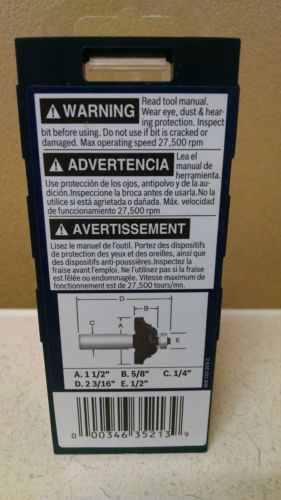 WARNING Read tool manual.
Wear eye, dust & hear-
ing protection. Inspect
bit before using. Do not use if bit is cracked or
damaged. Max operating speed 27,500 rpm
ADVERTENCIA Lea el
manual de
herramienta.
Use protección de los ojos, antipolvo y de la au-
dición.Inspeccione la broca antes de usarla.No la
utilice si está agrietada o dañada. Máx. velocidad
de funcionamiento 27,500 rpm
AVERTISSEMENT
Lisez le manuel de l'outil. Portez des dispositifs
de protection des yeux et des oreilles, ainsi que
des dispositifs anti-poussières.Inspectez la
fraise avant l'emploi. Ne l'utilisez pas si la fraise
est fêlée ou endommagée. Vitesse maximum de
fonctionnement est de 27,500 tours/mn.
D
B
A
C
E
A. 1 1/2" B. 5/8" C. 1/4"
D. 2 3/16" E. 1/2"
0 00346 35213 9